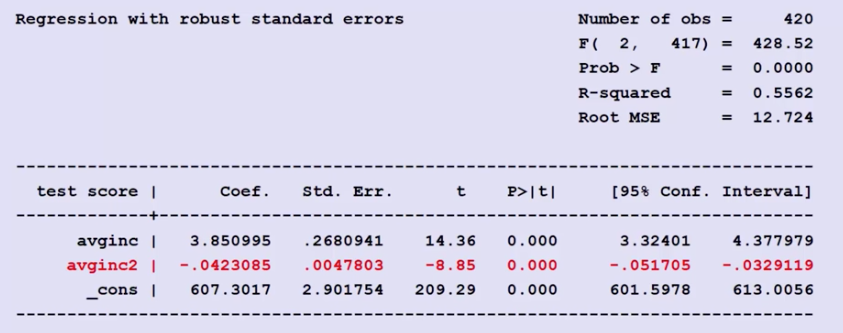 Regression with robust standard errors Number of obs = 420
F( 2, 417) = 428.52
Prob > F = 0.0000
R-squared = 0.5562
Root MSE = 12.724
------------------------------------------------------------------------------
test score | Coef. Std. Err. t P>|t| [95% Conf. Interval]
-------------+----------------------------------------------------------------
avginc | 3.850995 .2680941 14.36 0.000 3.32401 4.377979
avginc2 | -.0423085 .0047803 -8.85 0.000 -.051705 -.0329119
_cons | 607.3017 2.901754 209.29 0.000 601.5978 613.0056
------------------------------------------------------------------------------